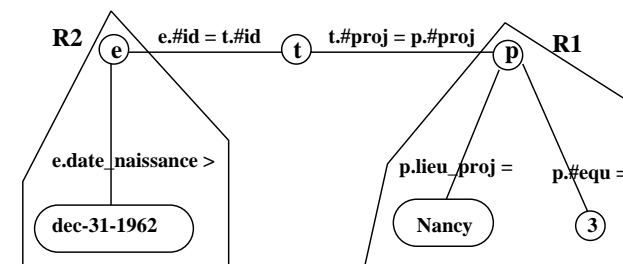 R2 e e.#id = t.#id t t.#proj = p.#proj p R1
e.date_naissance > p.lieu_proj = p.#equ =
dec-31-1962 Nancy 3